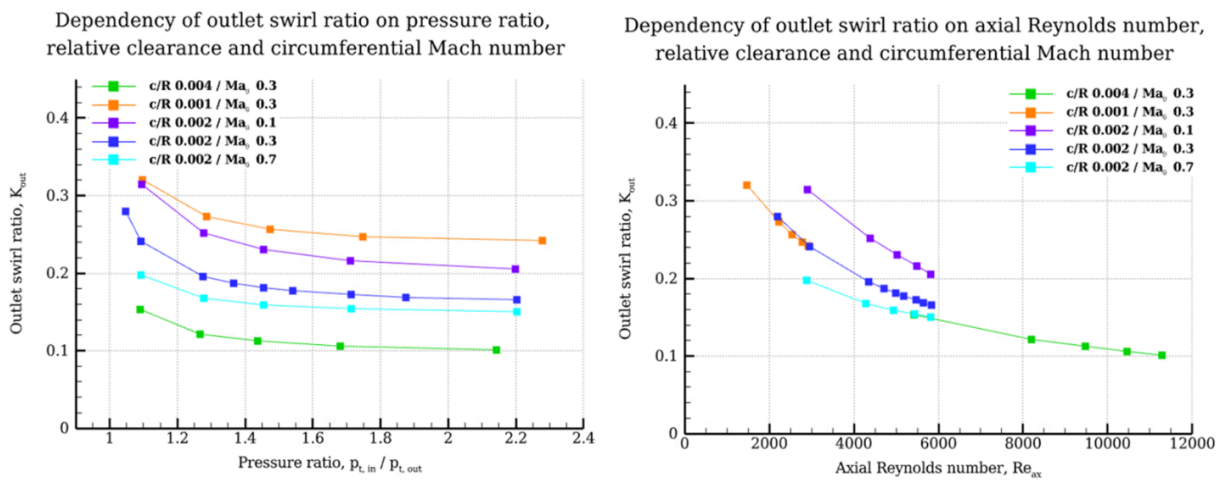 Dependency of outlet swirl ratio on pressure ratio,
relative clearance and circumferential Mach number
c/R 0.004 / Ma₀ 0.3
c/R 0.001 / Ma₀ 0.3
c/R 0.002 / Ma₀ 0.1
c/R 0.002 / Ma₀ 0.3
c/R 0.002 / Ma₀ 0.7
0.4
0.3
0.2
0.1
0
Outlet swirl ratio, K_out
1
1.2
1.4
1.6
1.8
2
2.2
2.4
Pressure ratio, p_t, in / p_t, out
Dependency of outlet swirl ratio on axial Reynolds number,
relative clearance and circumferential Mach number
c/R 0.004 / Ma₀ 0.3
c/R 0.001 / Ma₀ 0.3
c/R 0.002 / Ma₀ 0.1
c/R 0.002 / Ma₀ 0.3
c/R 0.002 / Ma₀ 0.7
0.4
0.3
0.2
0.1
0
Outlet swirl ratio, K_out
0
2000
4000
6000
8000
10000
12000
Axial Reynolds number, Re_ax